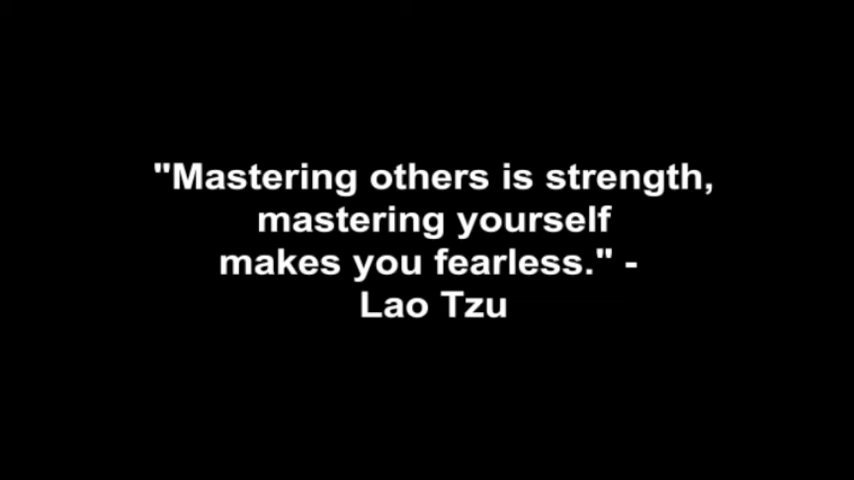 "Mastering others is strength,
mastering yourself
makes you fearless." -
Lao Tzu